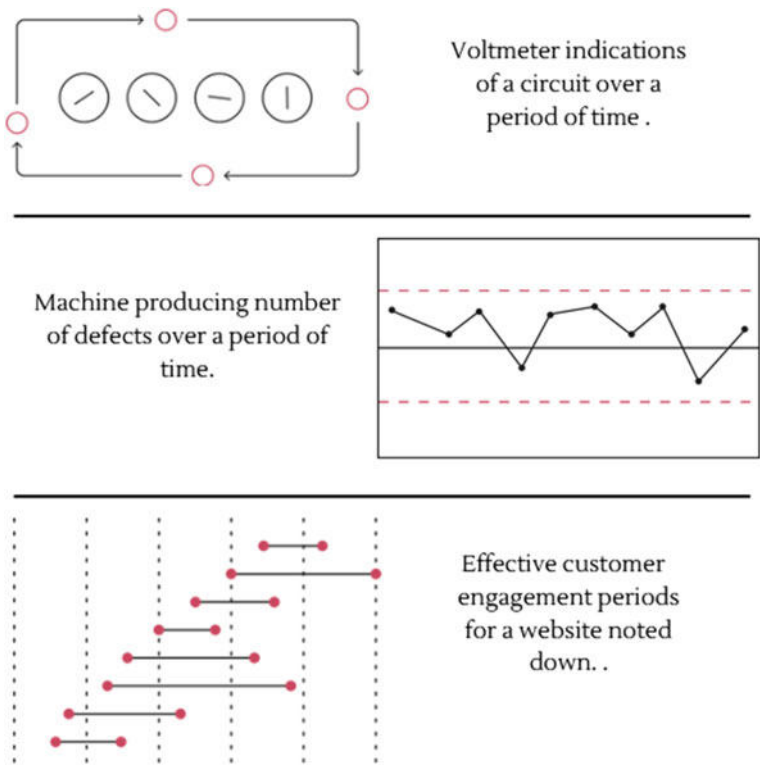 Voltmeter indications
of a circuit over a
period of time .
Machine producing number
of defects over a period of
time.
Effective customer
engagement periods
for a website noted
down. .